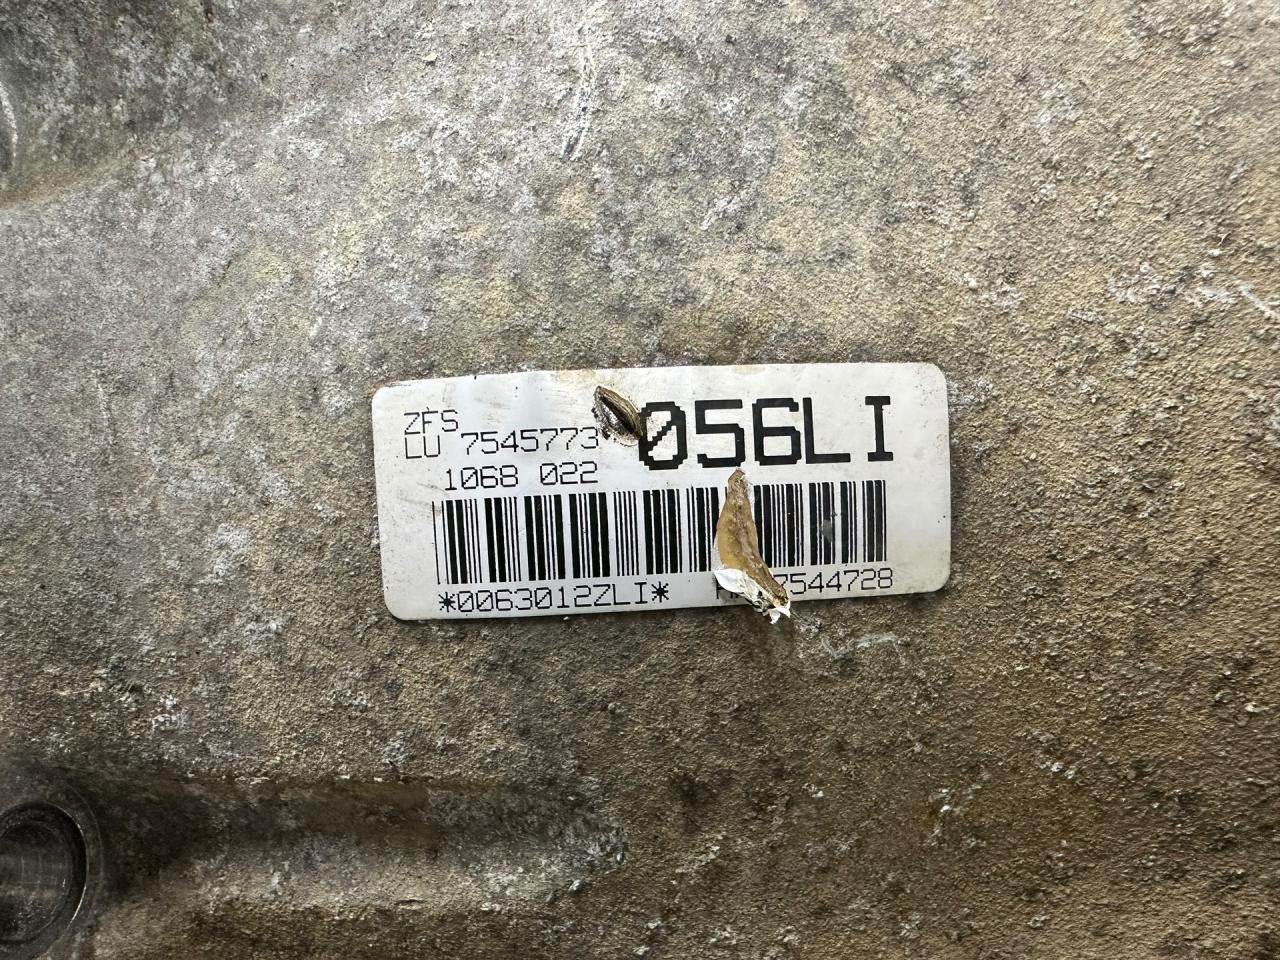 ZFS
LU 7545773
056LI
1068 022
*0063012ZLI*
7544728